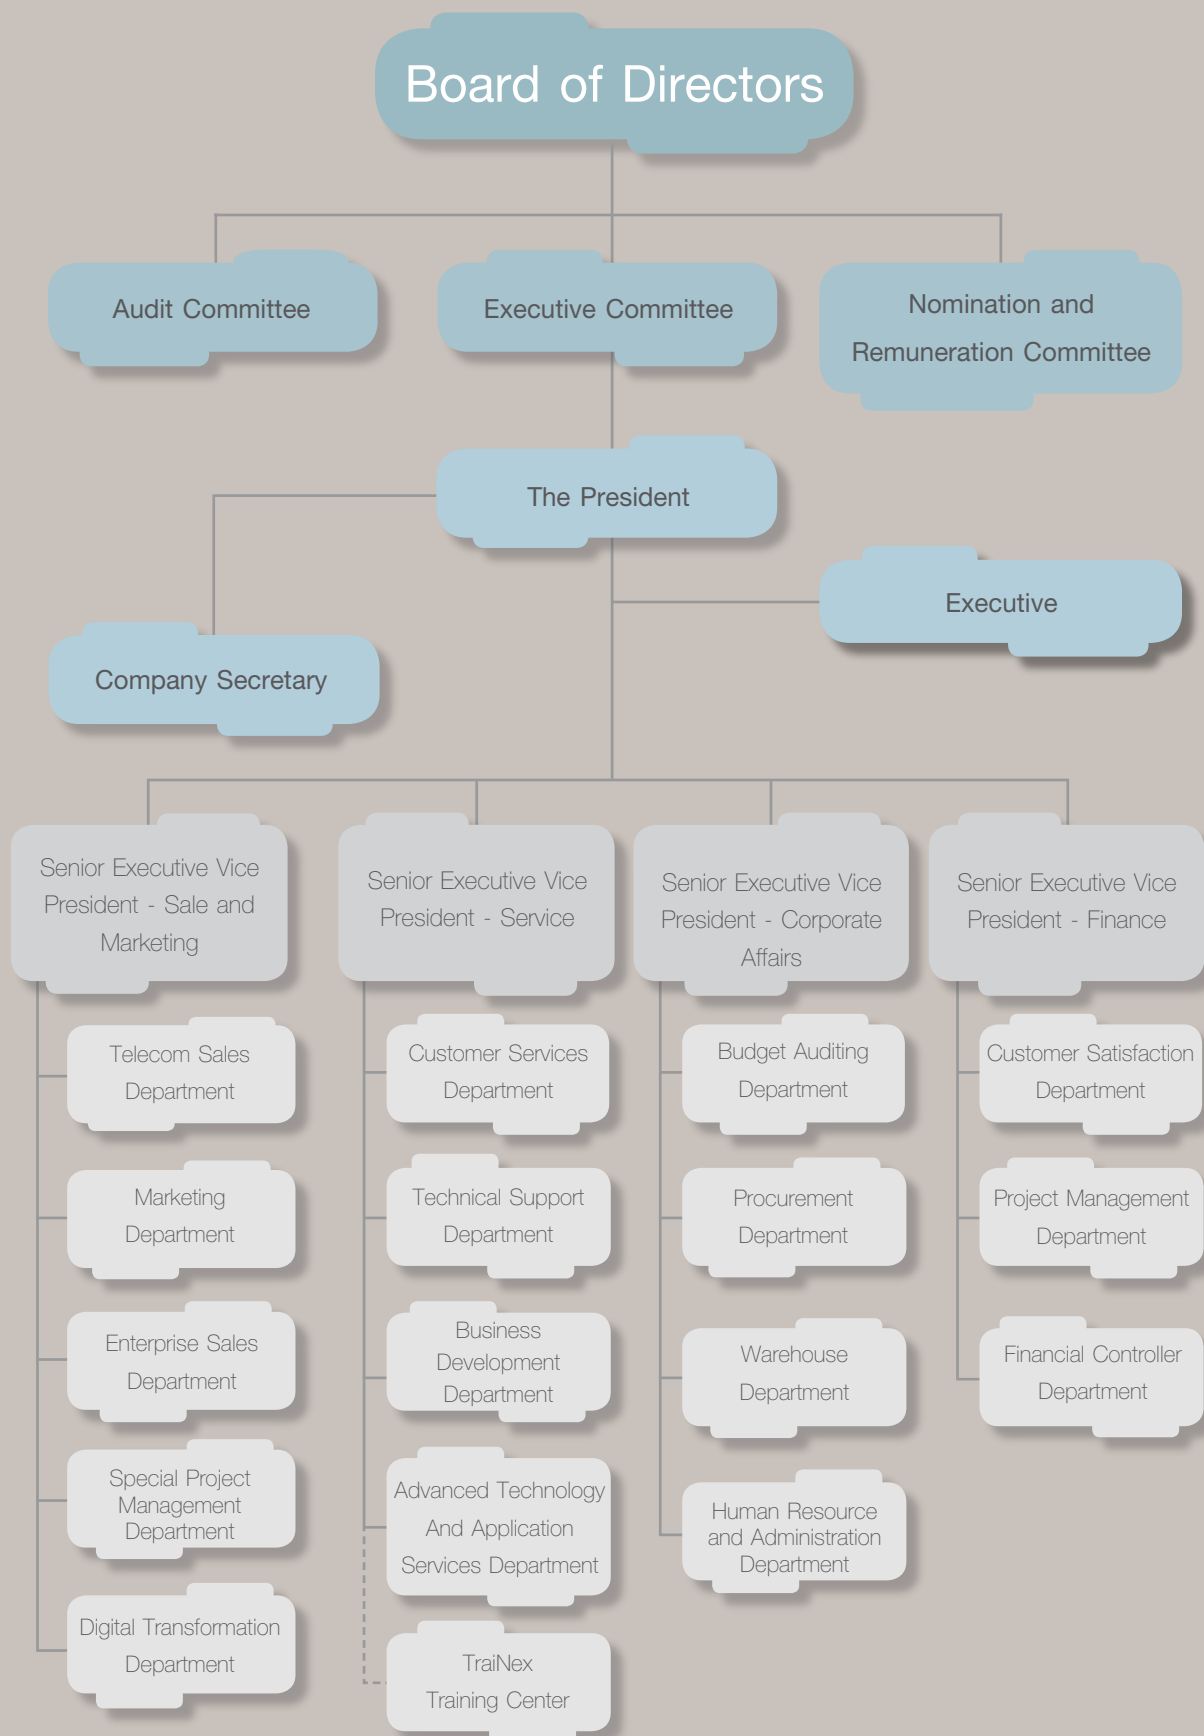 Board of Directors
Audit Committee
Executive Committee
Nomination and
Remuneration Committee
The President
Executive
Company Secretary
Senior Executive Vice
President - Sale and
Marketing
Senior Executive Vice
President - Service
Senior Executive Vice
President - Corporate
Affairs
Senior Executive Vice
President - Finance
Telecom Sales
Department
Marketing
Department
Enterprise Sales
Department
Special Project
Management
Department
Digital Transformation
Department
Customer Services
Department
Technical Support
Department
Business
Development
Department
Advanced Technology
And Application
Services Department
TraiNex
Training Center
Budget Auditing
Department
Procurement
Department
Warehouse
Department
Human Resource
and Administration
Department
Customer Satisfaction
Department
Project Management
Department
Financial Controller
Department